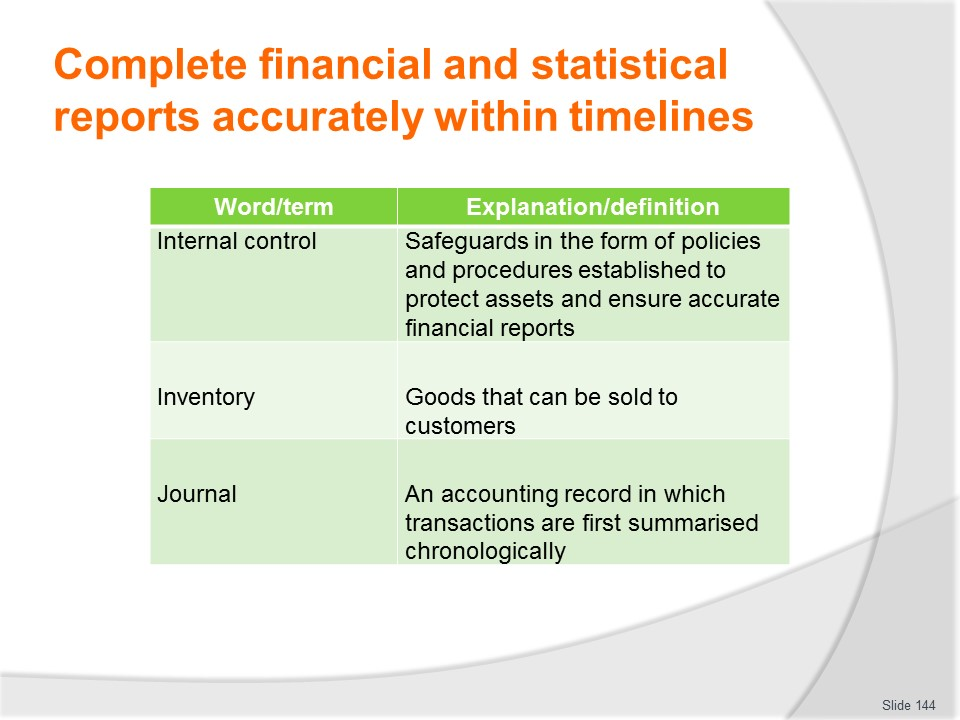 Complete financial and statistical
reports accurately within timelines
Word/term Explanation/definition
Internal control Safeguards in the form of policies
and procedures established to
protect assets and ensure accurate
financial reports
Inventory Goods that can be sold to
customers
Journal An accounting record in which
transactions are first summarised
chronologically
Slide 144